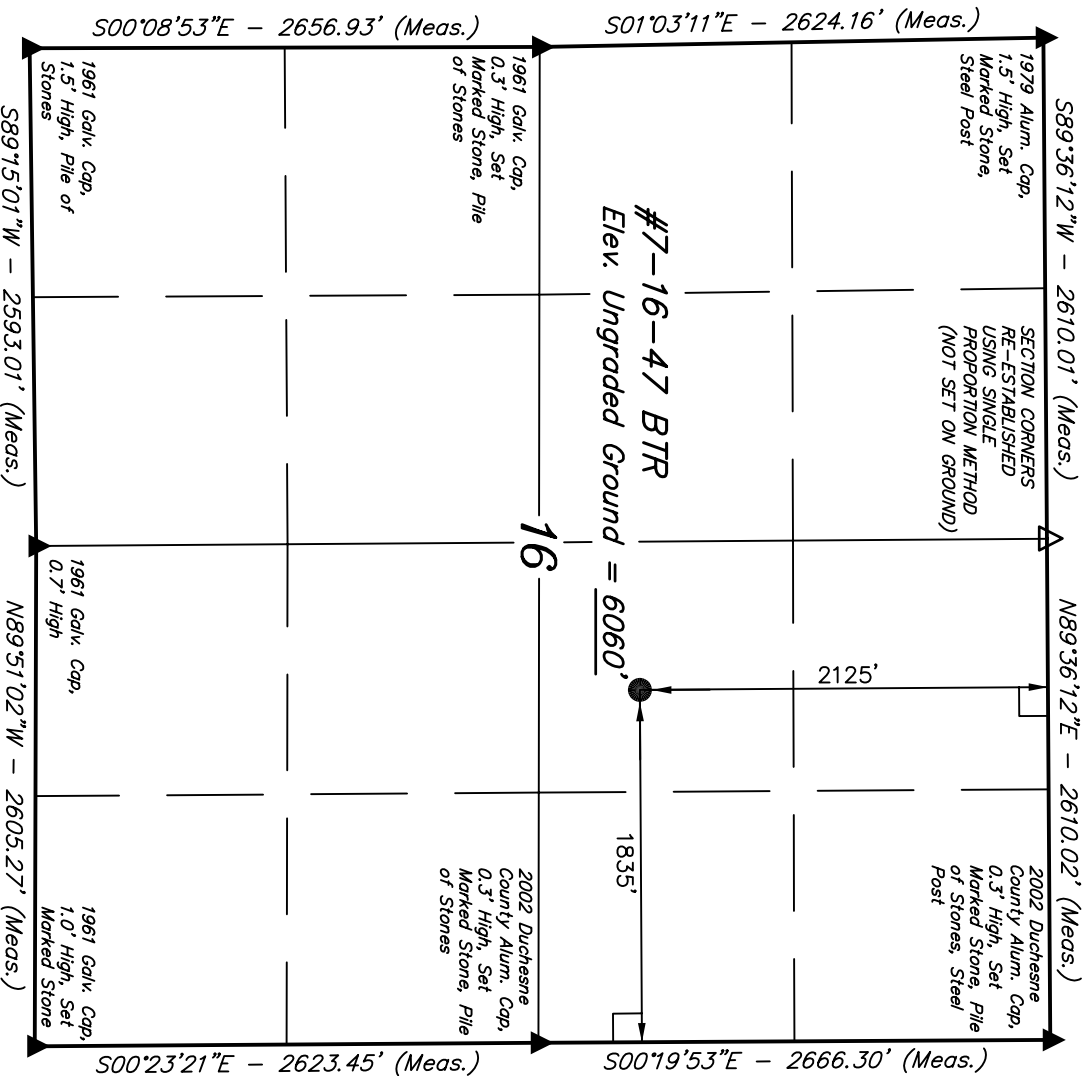 S89°36'12"W - 2610.01' (Meas.)
N89°36'12"E - 2610.02' (Meas.)
1979 Alum. Cap,
1.5' High, Set
Marked Stone,
Steel Post
SECTION CORNERS
RE-ESTABLISHED
USING SINGLE
PROPORTION METHOD
(NOT SET ON GROUND)
2002 Duchesne
County Alum. Cap,
0.3' High, Set
Marked Stone, Pile
of Stones, Steel
Post
S01°03'11"E - 2624.16' (Meas.)
2125'
#7-16-47 BTR
Elev. Ungraded Ground = 6060'
1835'
S00°19'53"E - 2666.30' (Meas.)
16
1961 Galv. Cap,
0.3' High, Set
Marked Stone, Pile
of Stones
2002 Duchesne
County Alum. Cap,
0.3' High, Set
Marked Stone, Pile
of Stones
S00°08'53"E - 2656.93' (Meas.)
S00°23'21"E - 2623.45' (Meas.)
1961 Galv. Cap,
1.5' High, Pile of
Stones
1961 Galv. Cap,
0.7' High
1961 Galv. Cap,
1.0' High, Set
Marked Stone
S89°15'01"W - 2593.01' (Meas.)
N89°51'02"W - 2605.27' (Meas.)